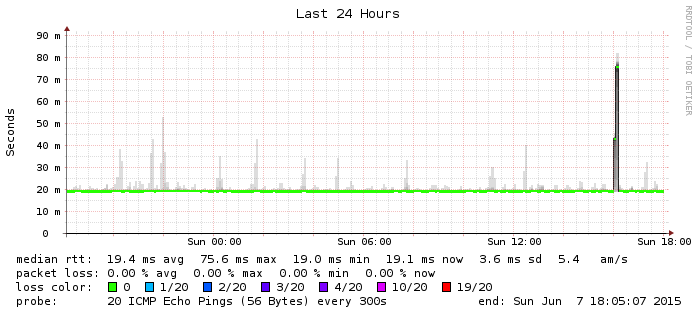 Last 24 Hours
RRDTOOL / TOBI OETIKER
Seconds
90 m
80 m
70 m
60 m
50 m
40 m
30 m
20 m
10 m
0
Sun 00:00 Sun 06:00 Sun 12:00 Sun 18:00
median rtt: 19.4 ms avg 75.6 ms max 19.0 ms min 19.1 ms now 3.6 ms sd 5.4 am/s
packet loss: 0.00 % avg 0.00 % max 0.00 % min 0.00 % now
loss color: 0 1/20 2/20 3/20 4/20 10/20 19/20
probe: 20 ICMP Echo Pings (56 Bytes) every 300s end: Sun Jun 7 18:05:07 2015